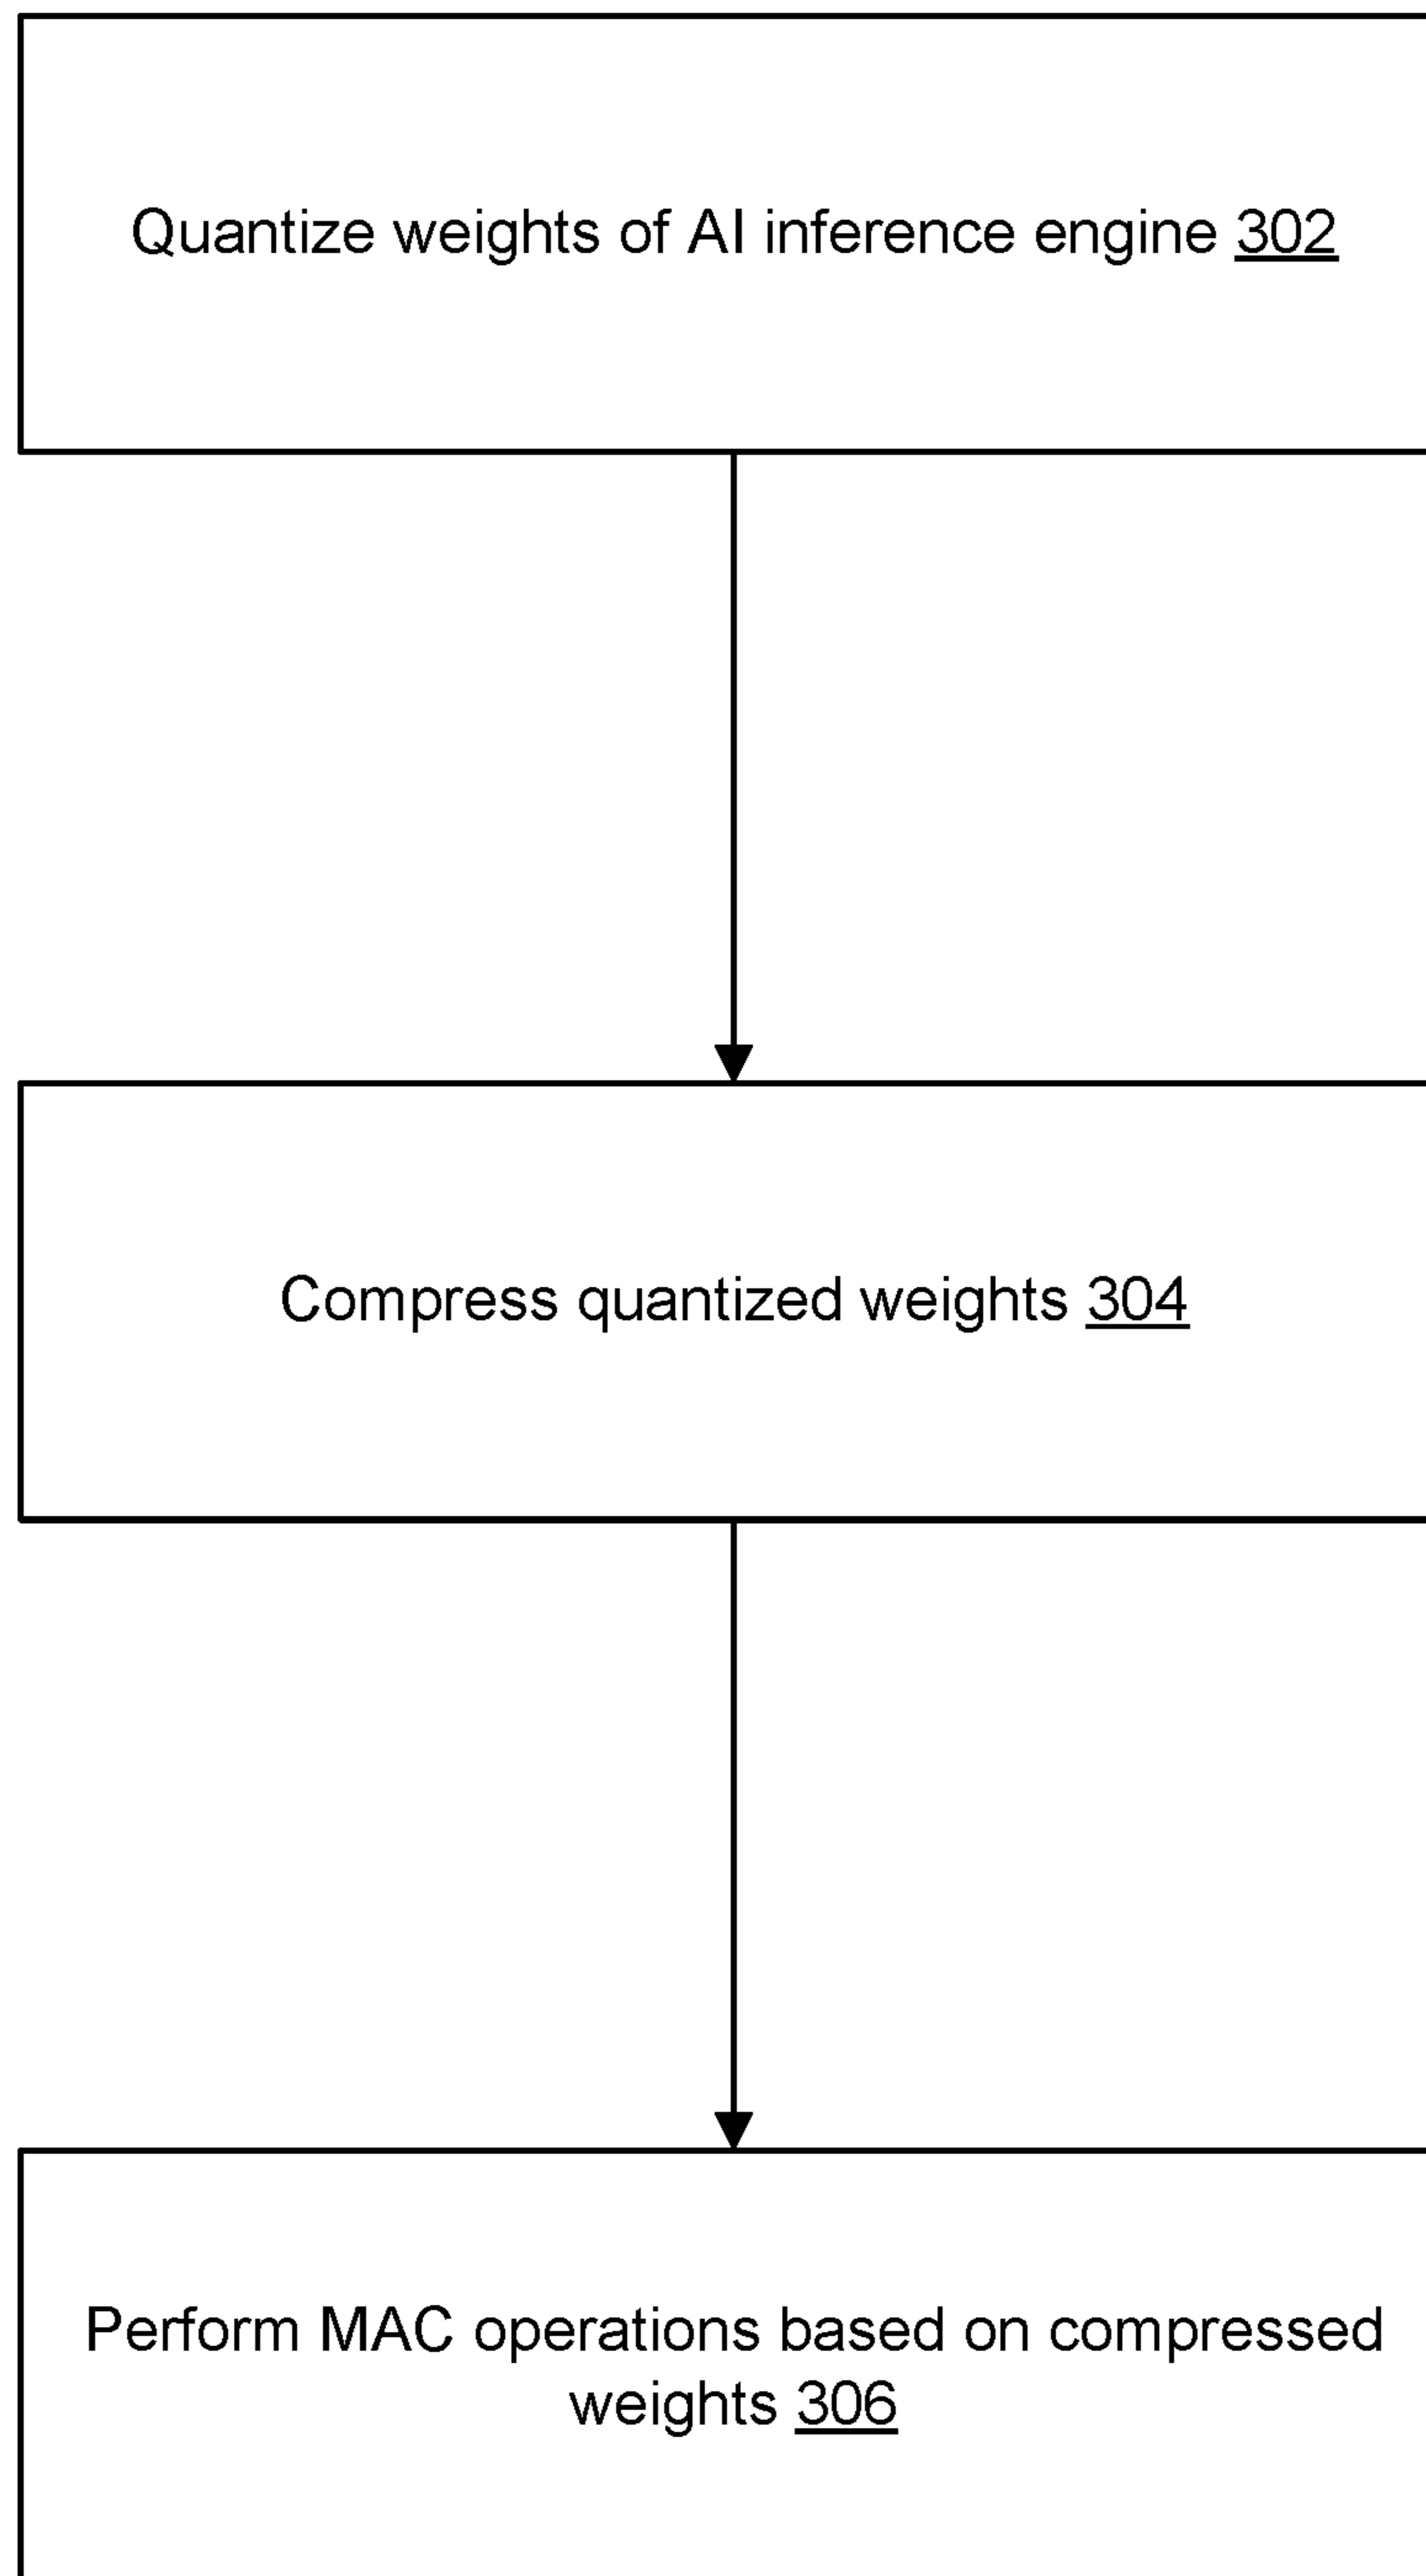 Quantize weights of AI inference engine 302
Compress quantized weights 304
Perform MAC operations based on compressed
weights 306